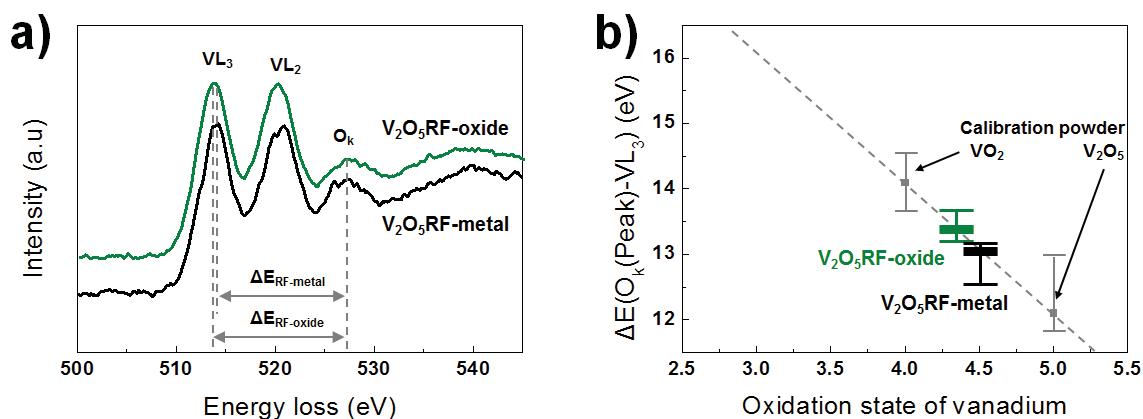 a)
VL₃
VL₂
Oₖ
V₂O₅RF-oxide
V₂O₅RF-metal
ΔE_RF-metal
ΔE_RF-oxide
Intensity (a.u)
500 510 520 530 540
Energy loss (eV)
b)
16
15
14
13
12
ΔE(Oₖ(Peak)-VL₃) (eV)
Calibration powder
VO₂ V₂O₅
V₂O₅RF-oxide
V₂O₅RF-metal
2.5 3.0 3.5 4.0 4.5 5.0 5.5
Oxidation state of vanadium